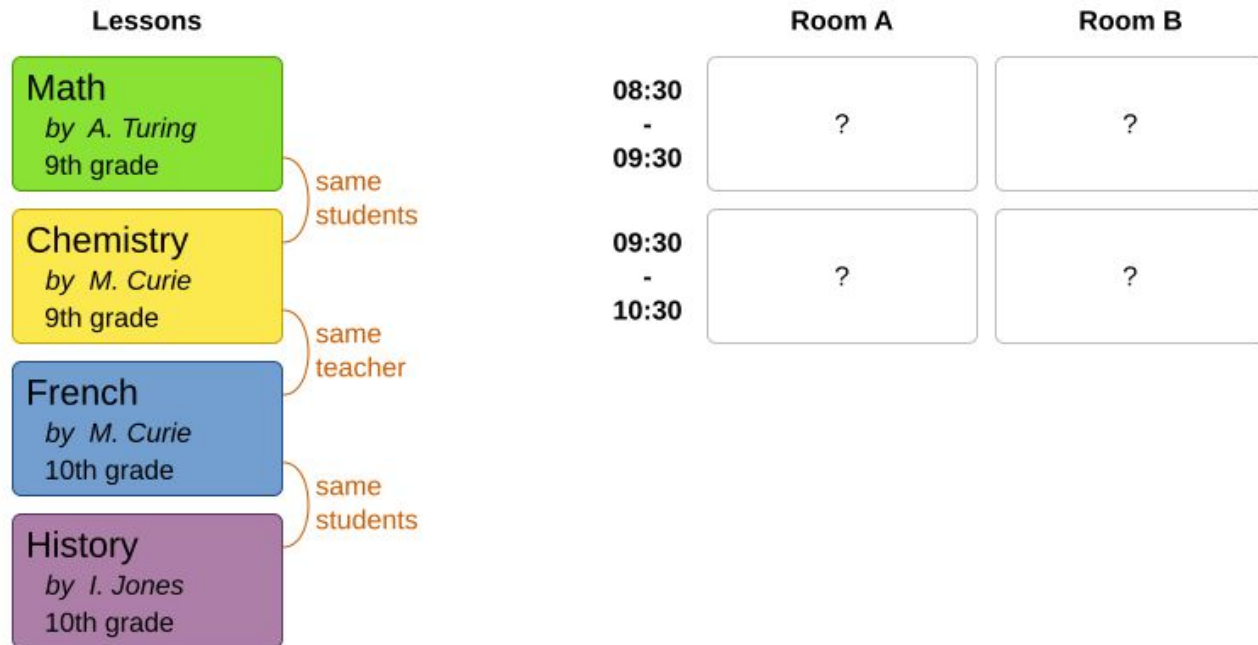 Lessons
Math
by A. Turing
9th grade
same
students
Chemistry
by M. Curie
9th grade
same
teacher
French
by M. Curie
10th grade
same
students
History
by I. Jones
10th grade
Room A
Room B
08:30
-
09:30
?
?
09:30
-
10:30
?
?